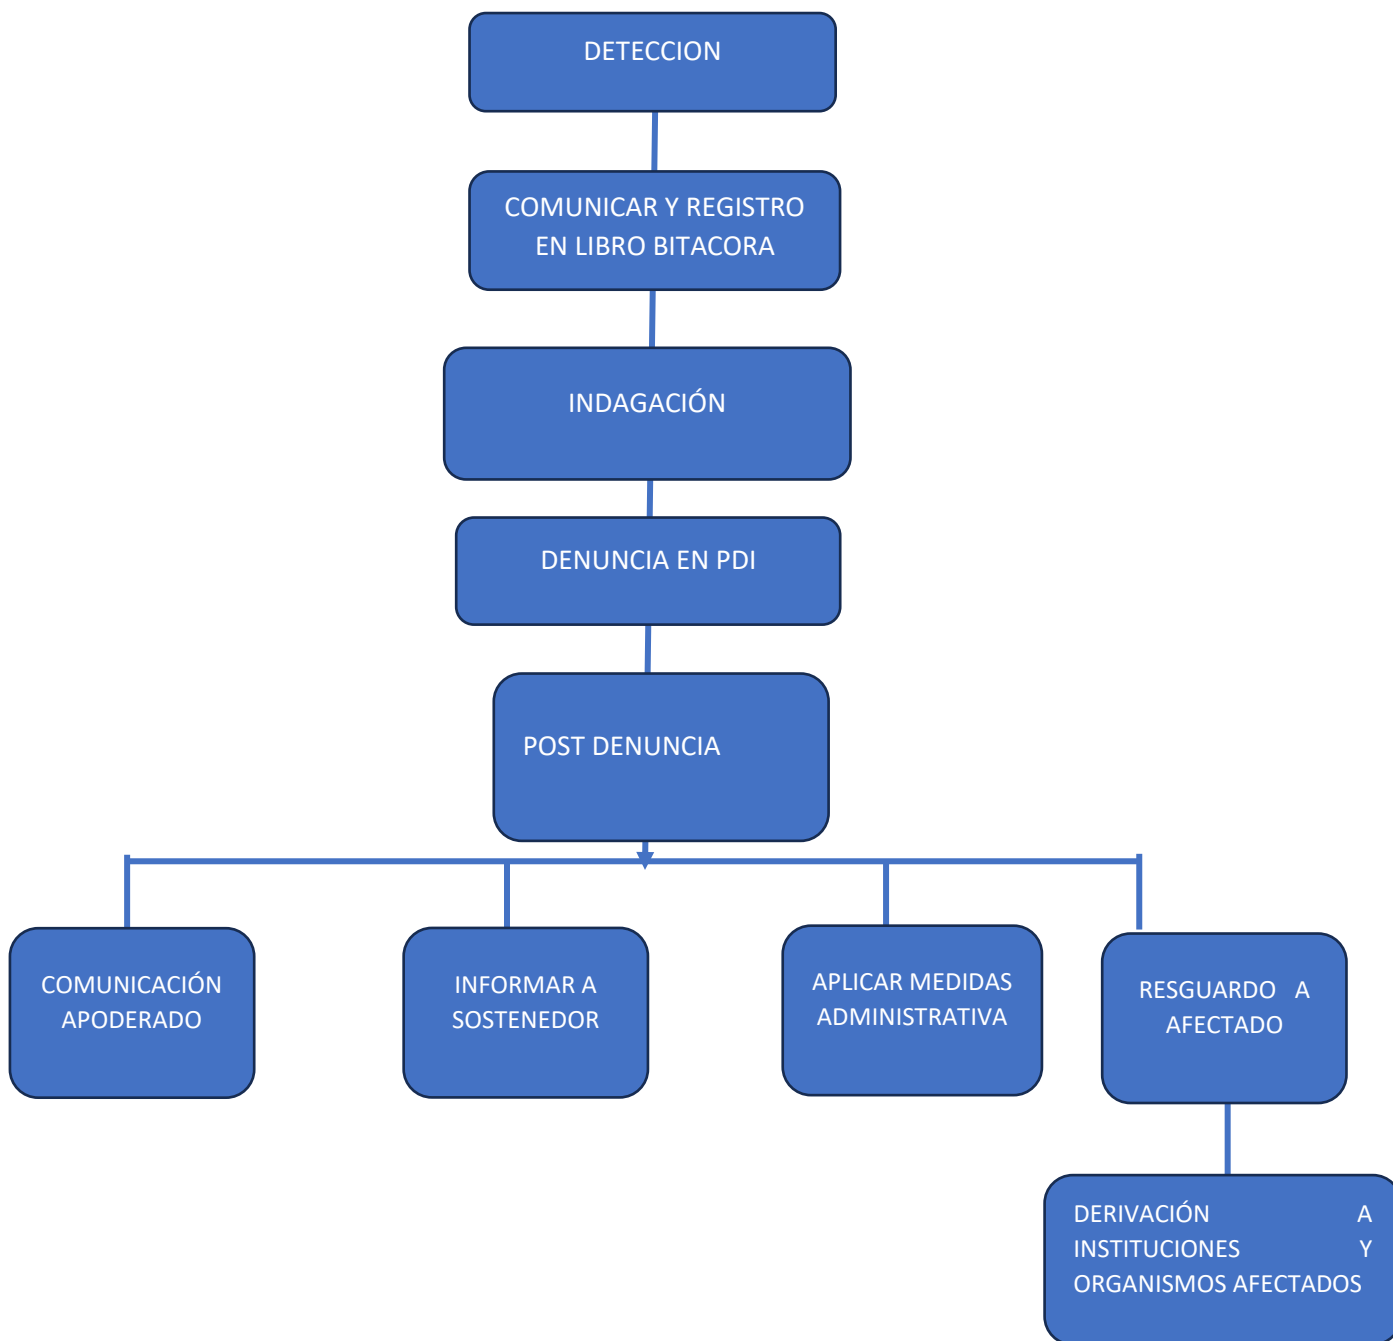 DETECCION
COMUNICAR Y REGISTRO
EN LIBRO BITACORA
INDAGACIÓN
DENUNCIA EN PDI
POST DENUNCIA
COMUNICACIÓN
APODERADO
INFORMAR A
SOSTENEDOR
APLICAR MEDIDAS
ADMINISTRATIVA
RESGUARDO A
AFECTADO
DERIVACIÓN A
INSTITUCIONES Y
ORGANISMOS AFECTADOS